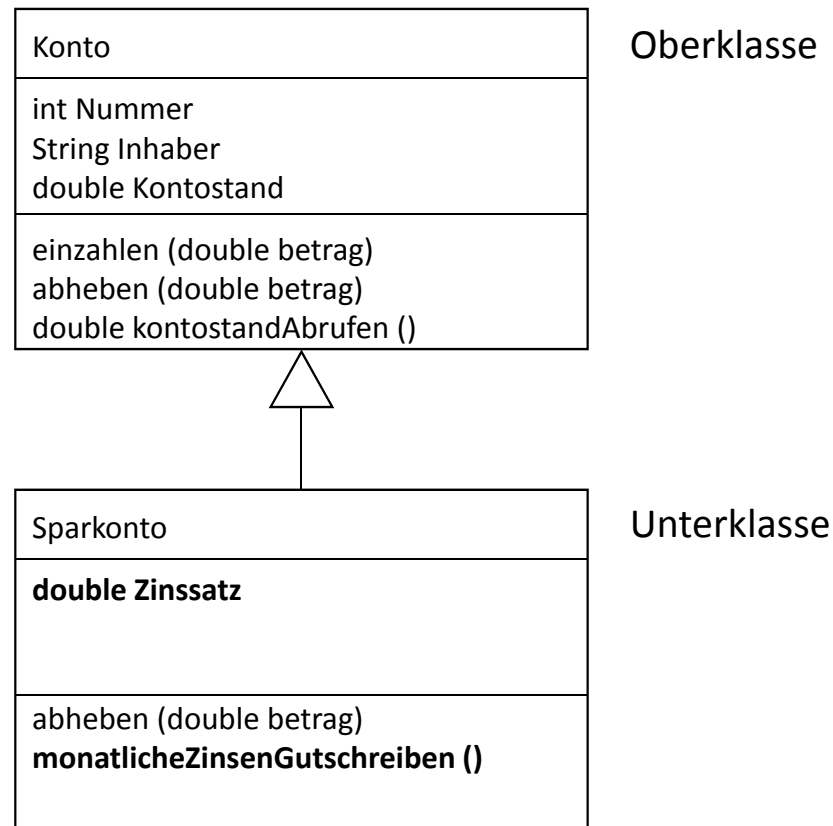 Konto
Oberklasse
int Nummer
String Inhaber
double Kontostand
einzahlen (double betrag)
abheben (double betrag)
double kontostandAbrufen ()
Sparkonto
Unterklasse
double Zinssatz
abheben (double betrag)
monatlicheZinsenGutschreiben ()